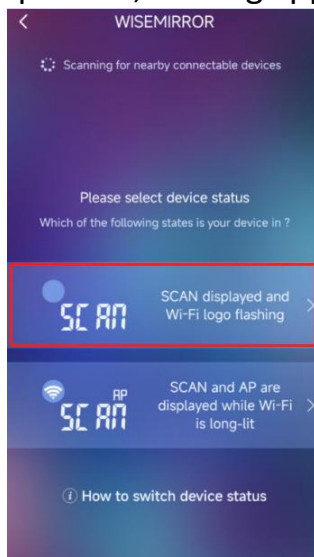 WISEMIRROR
Scanning for nearby connectable devices
Please select device status
Which of the following states is your device in ?
SCAN displayed and
Wi-Fi logo flashing
SCAN
SCAN and AP are
displayed while Wi-Fi
is long-lit
AP
SCAN
How to switch device status